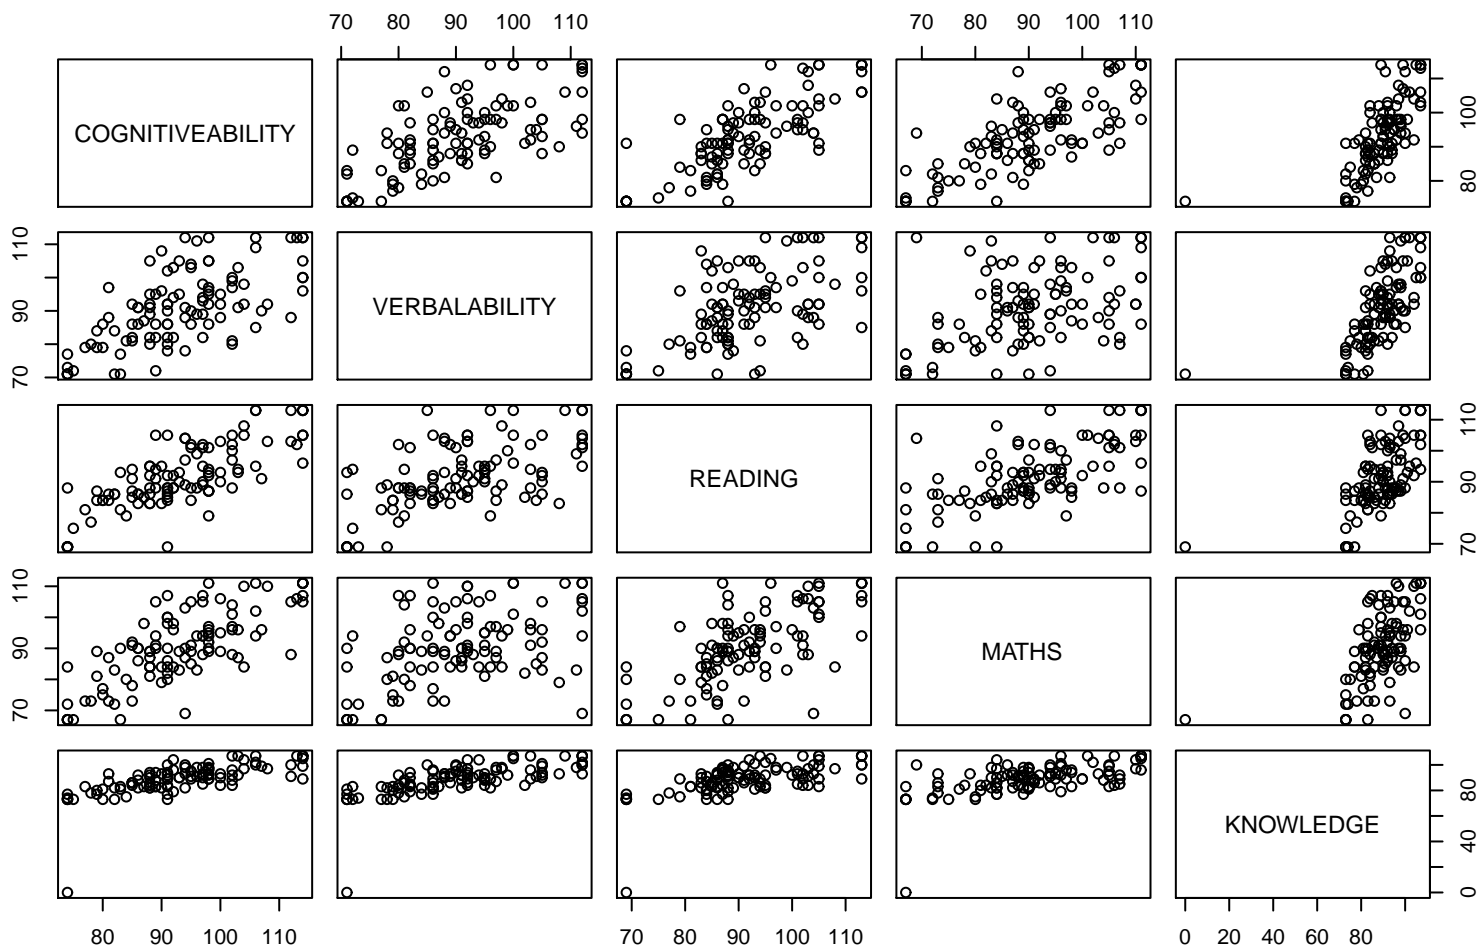 70 80 90 100 110 70 80 90 100 110
COGNITIVEABILITY
80 100
70 90 110
VERBALABILITY
READING
70 90 110
70 90 110
MATHS
KNOWLEDGE
0 40 80
80 90 100 110 70 80 90 100 110 0 20 40 60 80